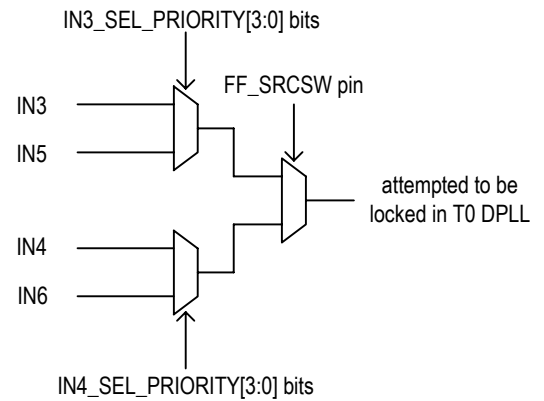 IN3_SEL_PRIORITY[3:0] bits
FF_SRCSW pin
IN3
IN5
attempted to be
locked in T0 DPLL
IN4
IN6
IN4_SEL_PRIORITY[3:0] bits